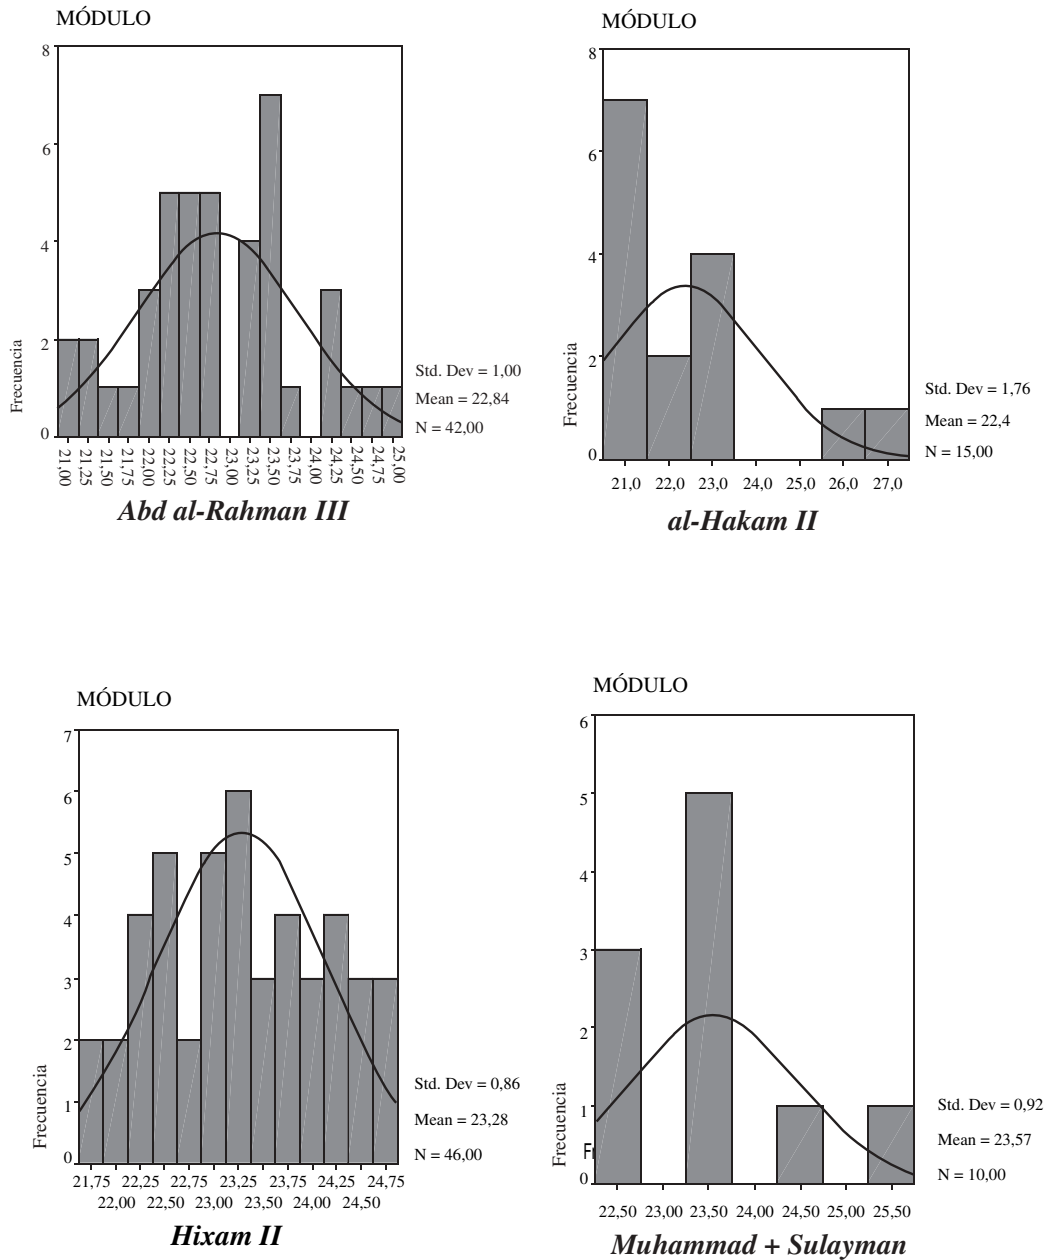 MÓDULO
8
6
4
2
0
Frecuencia
21,00 21,25 21,50 21,75 22,00 22,25 22,50 22,75 23,00 23,25 23,50 23,75 24,00 24,25 24,50 24,75 25,00
Std. Dev = 1,00
Mean = 22,84
N = 42,00
Abd al-Rahman III
MÓDULO
8
6
4
2
0
Frecuencia
21,0 22,0 23,0 24,0 25,0 26,0 27,0
Std. Dev = 1,76
Mean = 22,4
N = 15,00
al-Hakam II
MÓDULO
7
6
5
4
3
2
1
0
Frecuencia
21,75 22,25 22,75 23,25 23,75 24,25 24,75
22,00 22,50 23,00 23,50 24,00 24,50
Std. Dev = 0,86
Mean = 23,28
N = 46,00
Hixam II
MÓDULO
6
5
4
3
2
1
0
Frecuencia
22,50 23,00 23,50 24,00 24,50 25,00 25,50
Std. Dev = 0,92
Mean = 23,57
N = 10,00
Muhammad + Sulayman